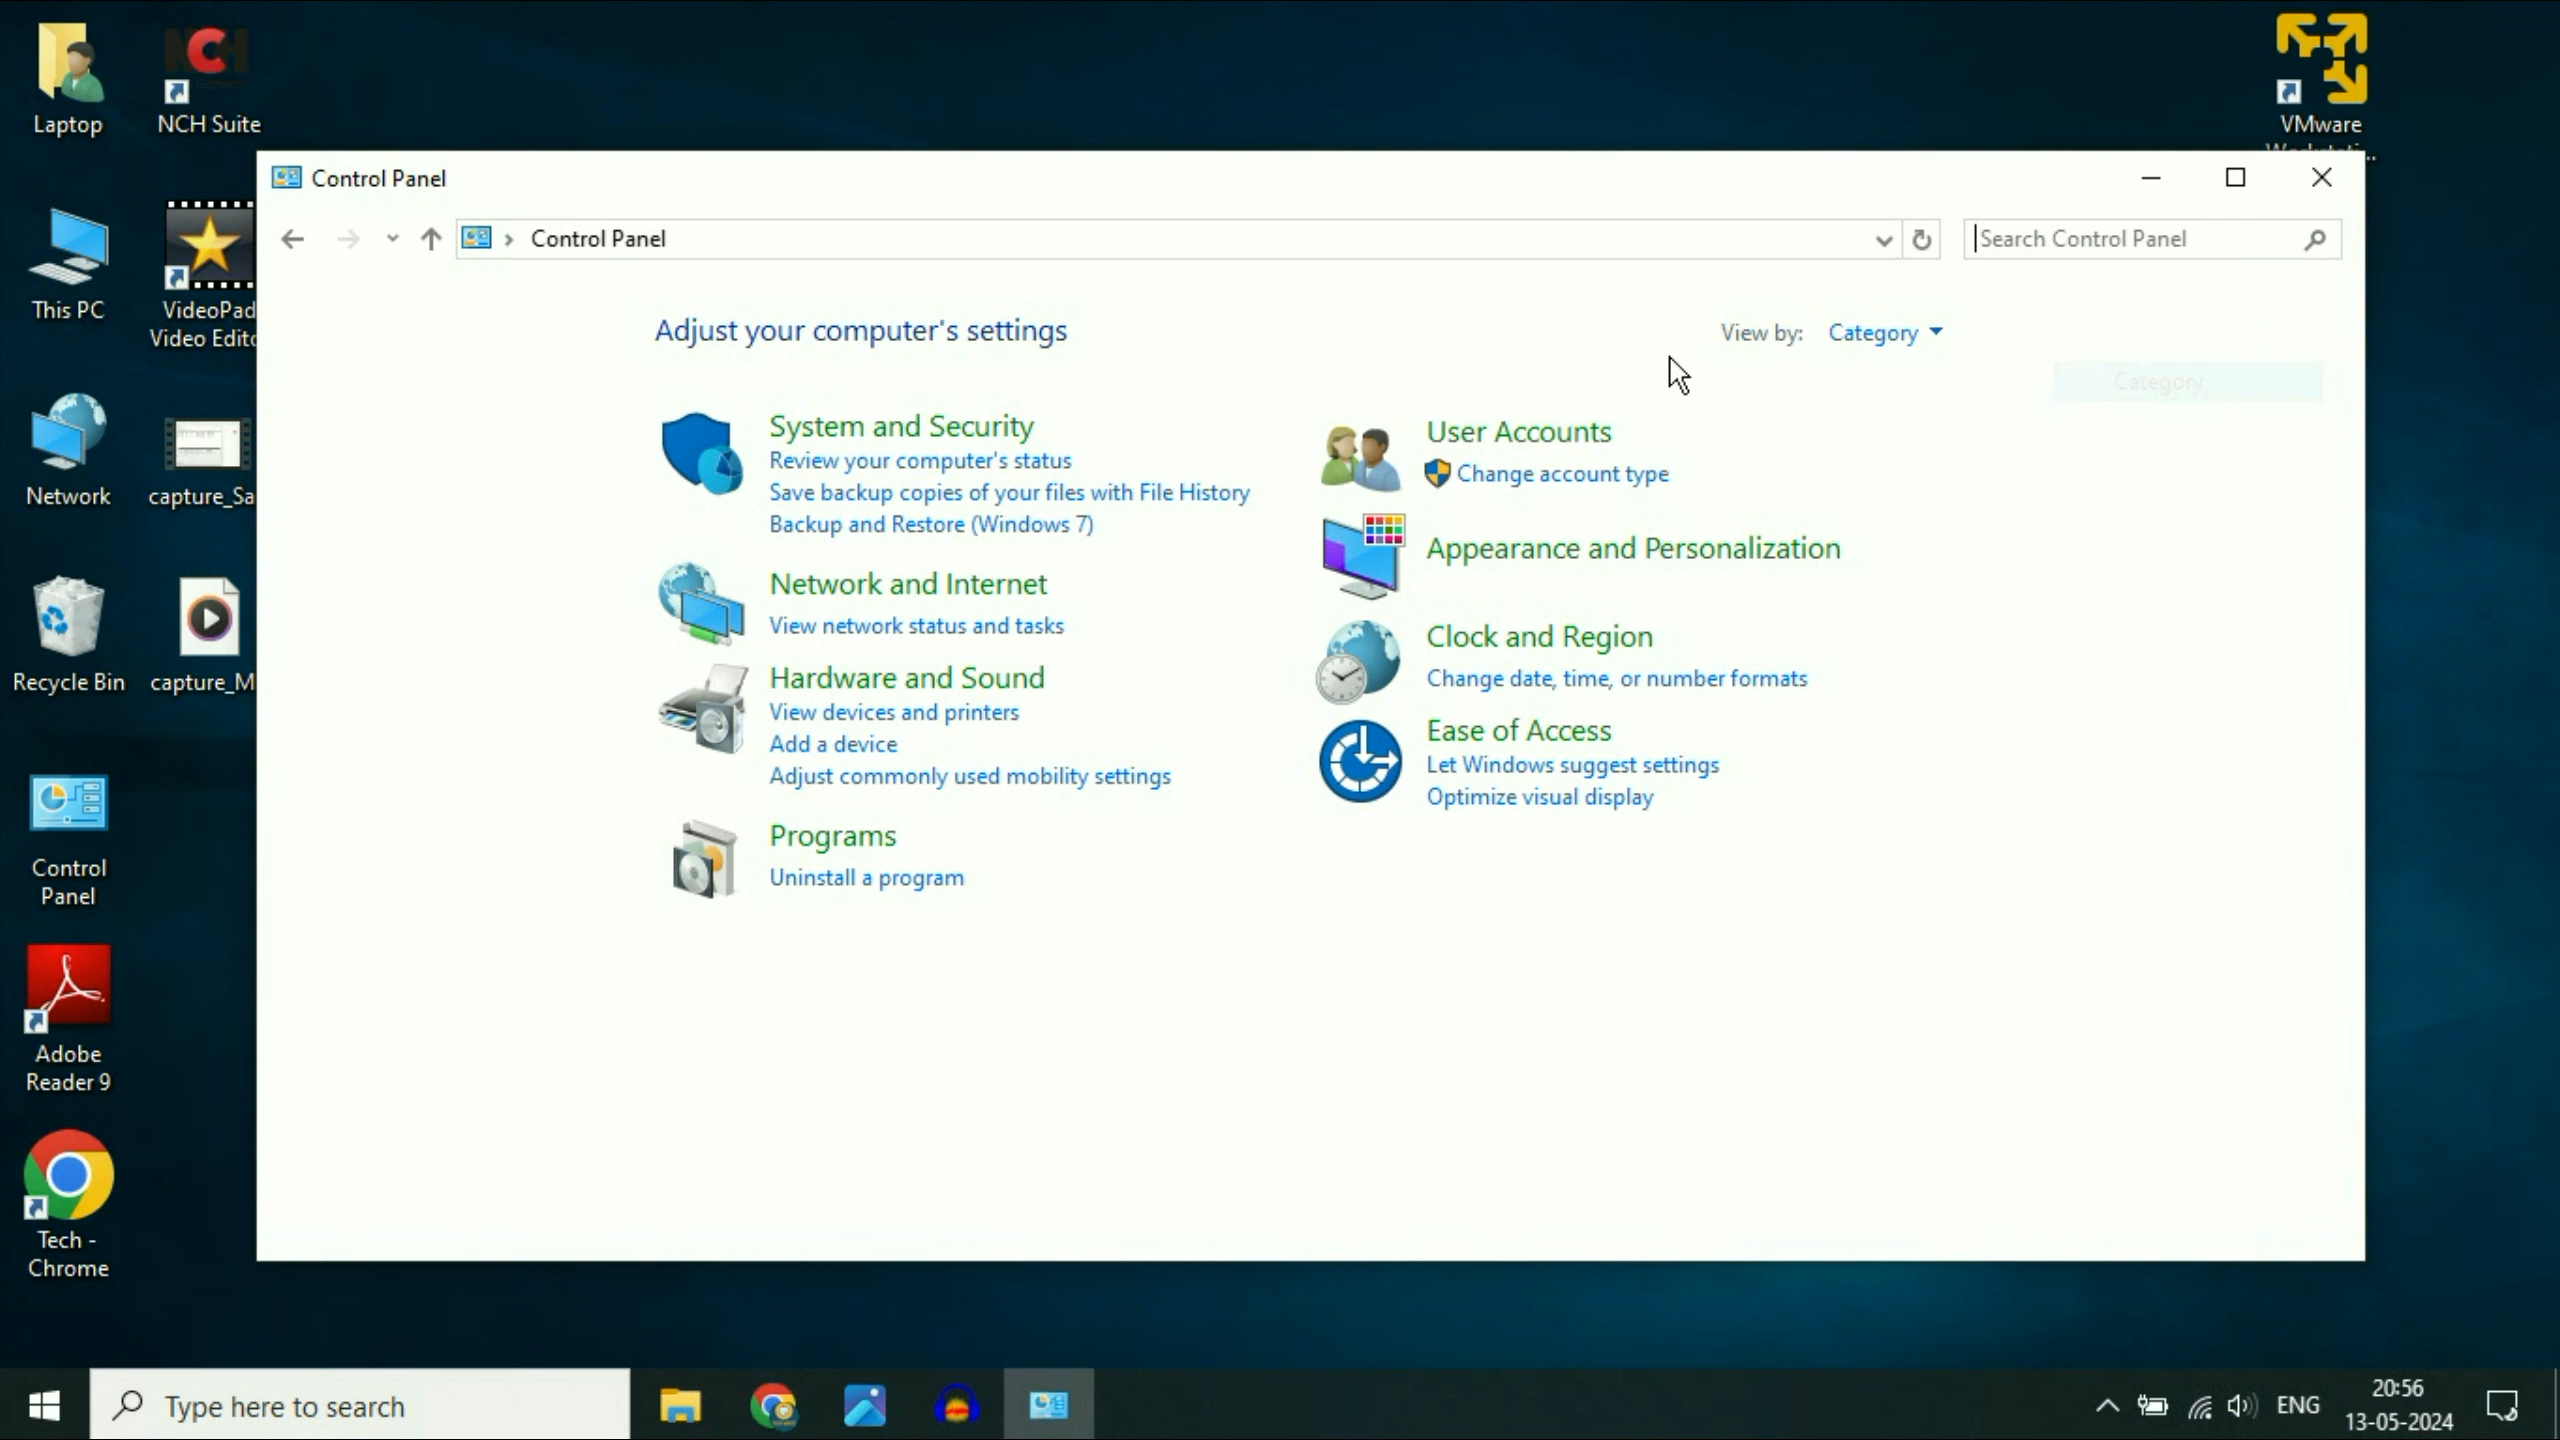 Laptop
NCH Suite
VMware
Control Panel
Control Panel
Search Control Panel
This PC
VideoPad
Video Edito
Adjust your computer's settings
View by: Category
Category
System and Security
Review your computer's status
Save backup copies of your files with File History
Backup and Restore (Windows 7)
User Accounts
Change account type
Network
capture_Sa
Appearance and Personalization
Network and Internet
View network status and tasks
Clock and Region
Change date, time, or number formats
Recycle Bin
capture_M
Hardware and Sound
View devices and printers
Add a device
Adjust commonly used mobility settings
Ease of Access
Let Windows suggest settings
Optimize visual display
Programs
Uninstall a program
Control
Panel
Adobe
Reader 9
Tech -
Chrome
Type here to search
ENG
20:56
13-05-2024